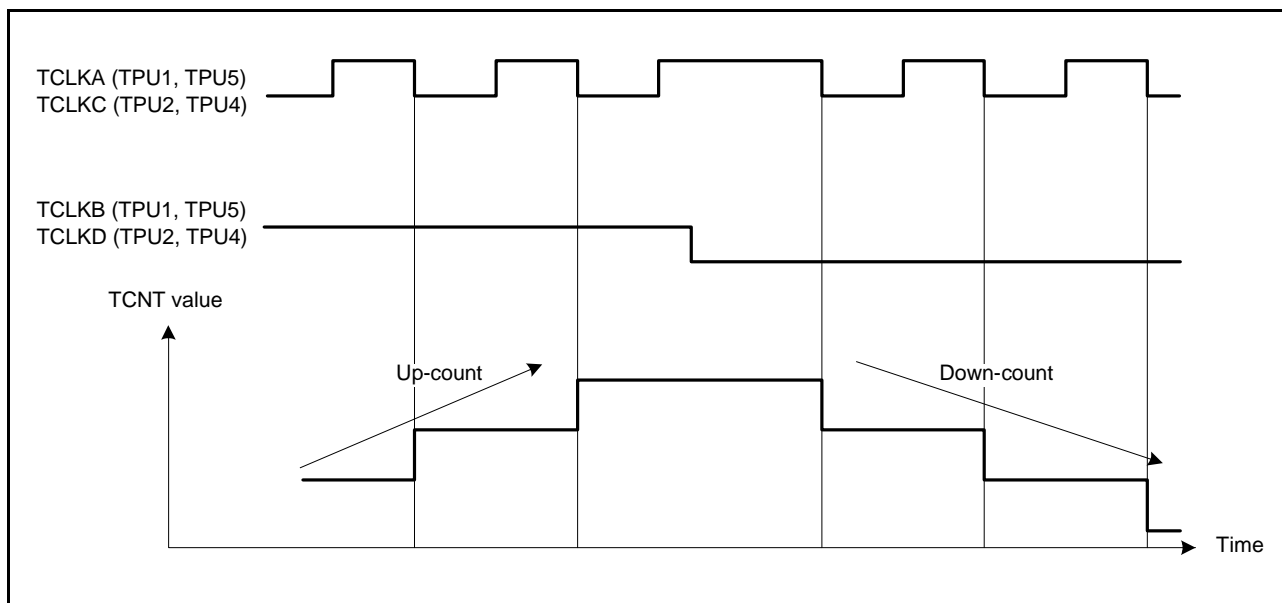 TCLKA (TPU1, TPU5)
TCLKC (TPU2, TPU4)
TCLKB (TPU1, TPU5)
TCLKD (TPU2, TPU4)
TCNT value
Up-count
Down-count
Time